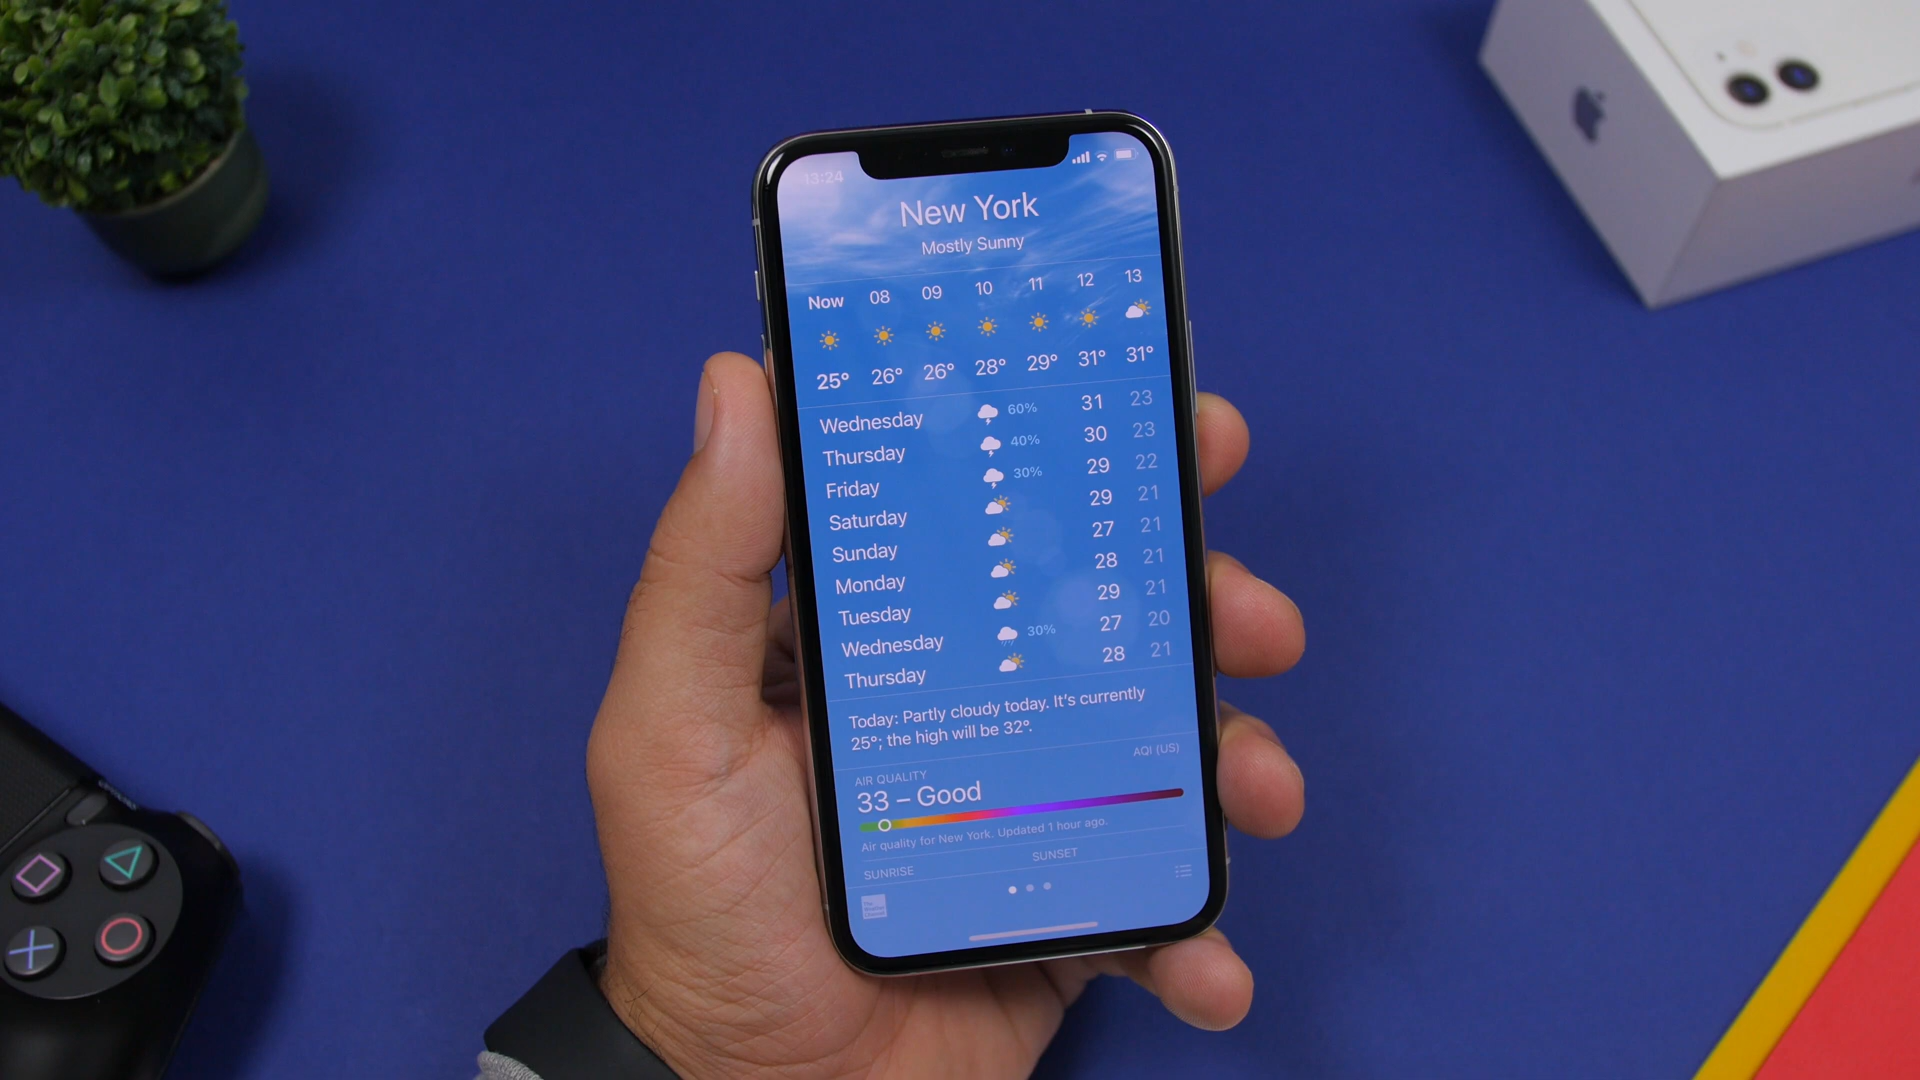 13:24
New York
Mostly Sunny
Now 08 09 10 11 12 13
25° 26° 26° 28° 29° 31° 31°
Wednesday 60% 31 23
Thursday 40% 30 23
Friday 30% 29 22
Saturday 29 21
Sunday 27 21
Monday 28 21
Tuesday 29 21
Wednesday 30% 27 20
Thursday 28 21
Today: Partly cloudy today. It's currently
25°; the high will be 32°.
AIR QUALITY AQI (US)
33 – Good
Air quality for New York. Updated 1 hour ago.
SUNRISE SUNSET
The
Weather
Channel